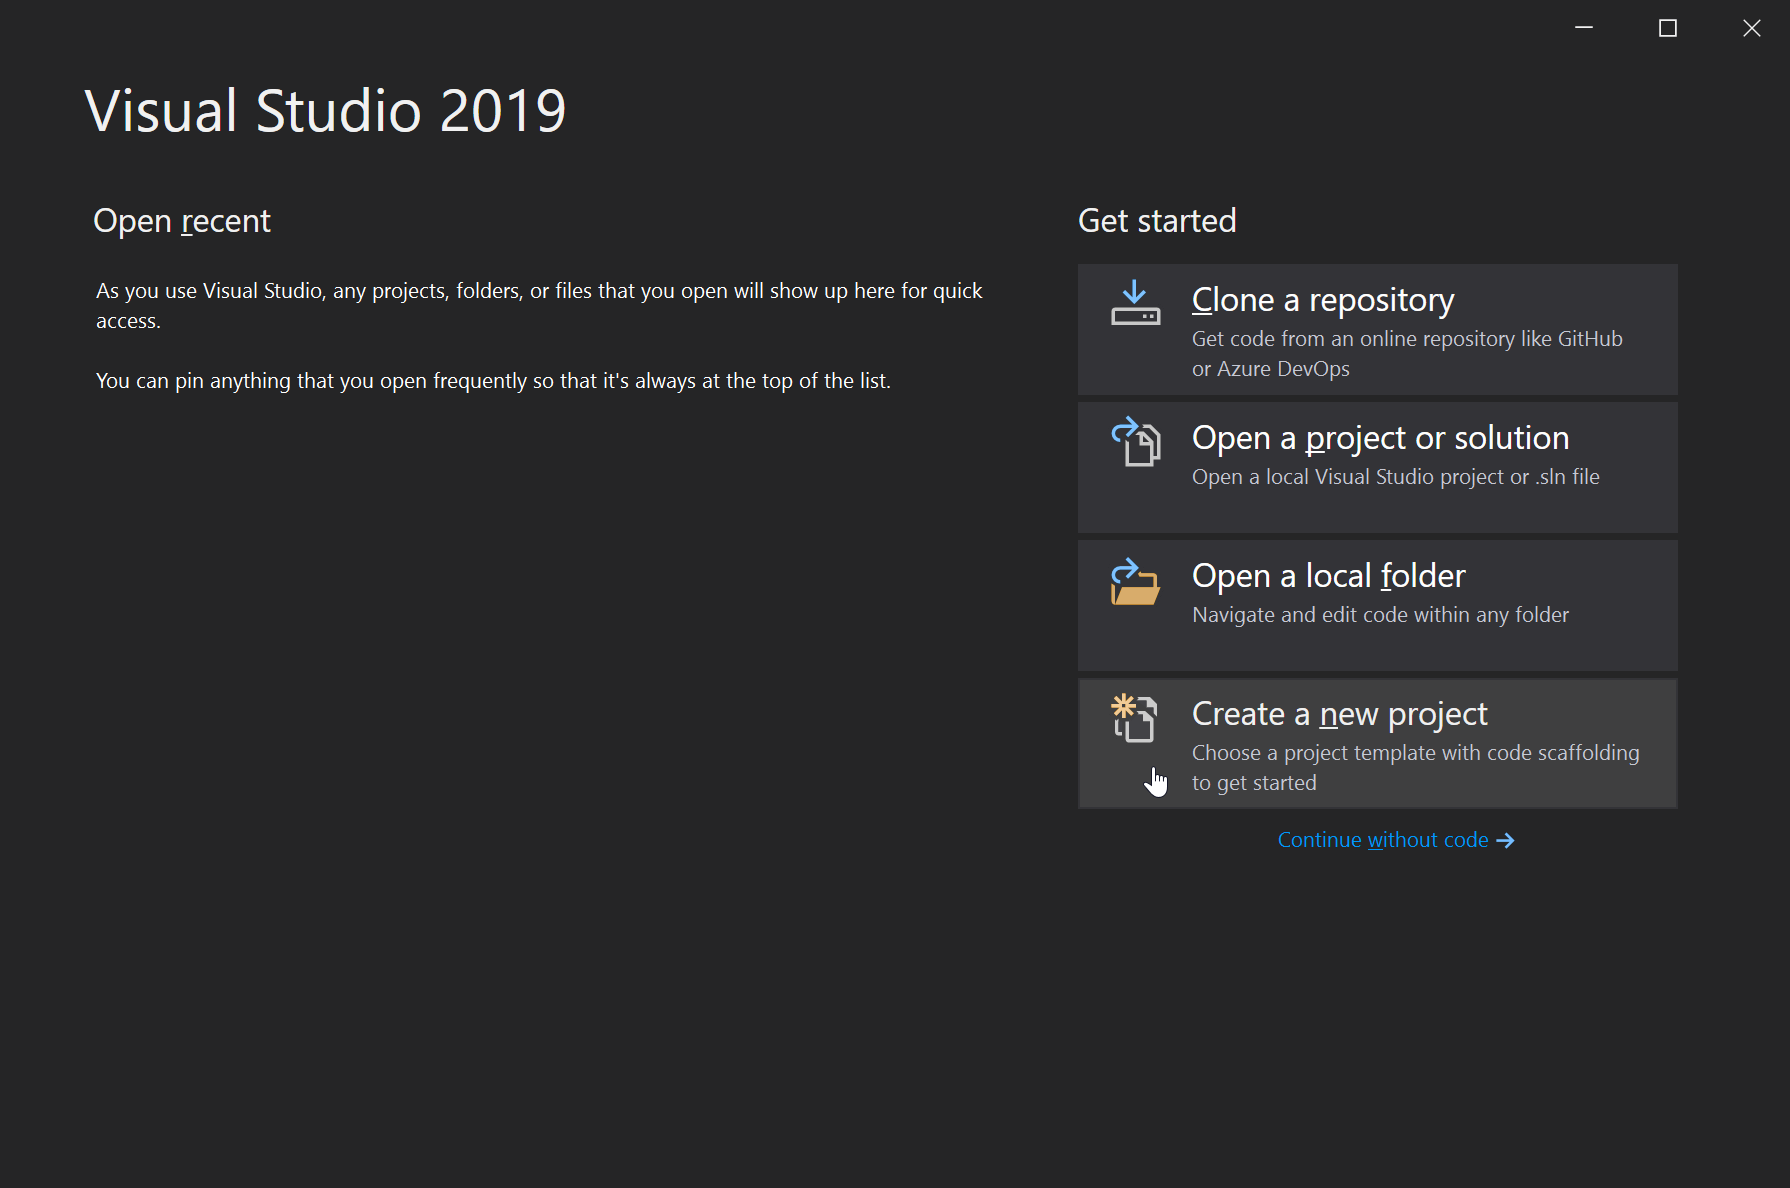 Visual Studio 2019
Open recent
As you use Visual Studio, any projects, folders, or files that you open will show up here for quick
access.
You can pin anything that you open frequently so that it's always at the top of the list.
Get started
Clone a repository
Get code from an online repository like GitHub
or Azure DevOps
Open a project or solution
Open a local Visual Studio project or .sln file
Open a local folder
Navigate and edit code within any folder
Create a new project
Choose a project template with code scaffolding
to get started
Continue without code